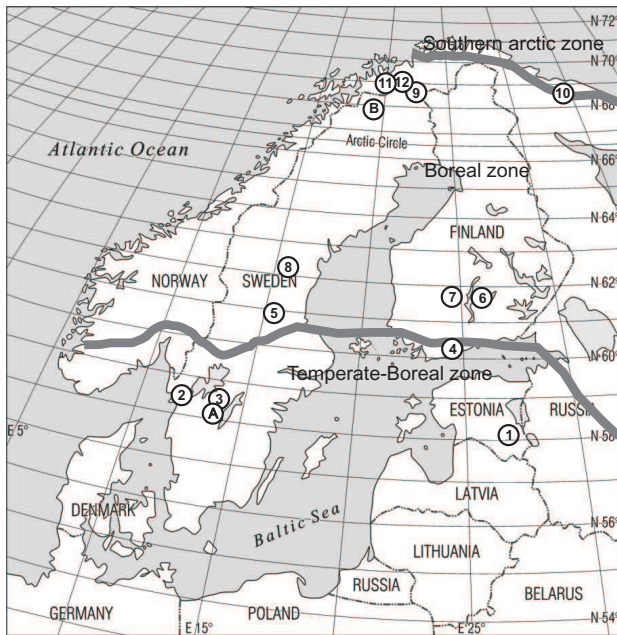 N 72°
Southern arctic zone
N 70°
11
12
9
10
N 68°
B
Atlantic Ocean
Arctic Circle
N 66°
Boreal zone
N 64°
FINLAND
8
NORWAY
SWEDEN
N 62°
7
6
5
4
N 60°
Temperate-Boreal zone
2
3
A
ESTONIA
RUSSIA
E 5°
1
N 58°
LATVIA
DENMARK
Baltic Sea
N 56°
LITHUANIA
RUSSIA
BELARUS
GERMANY
E 15°
POLAND
E 25°
N 54°